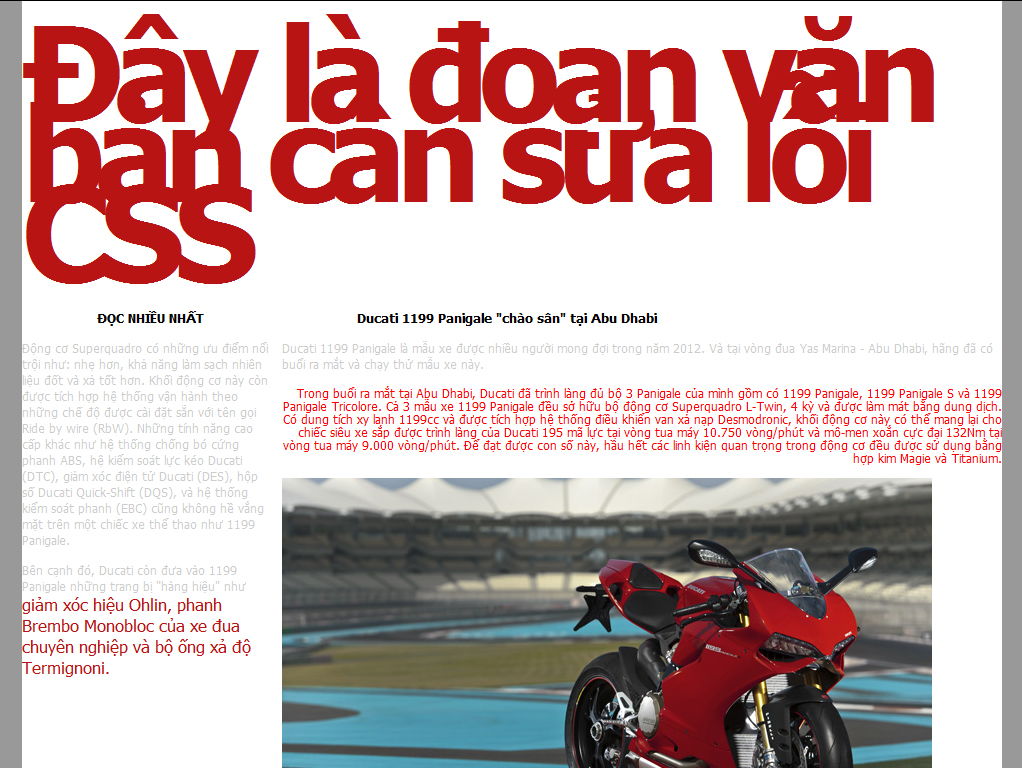 Đây là đoạn văn
bản cần sửa lỗi
CSS
ĐỌC NHIỀU NHẤT
Động cơ Superquadro có những ưu điểm nổi
trội như: nhẹ hơn, khả năng làm sạch nhiên
liệu đốt và xả tốt hơn. Khối động cơ này còn
được tích hợp hệ thống vận hành theo
những chế độ được cài đặt sẵn với tên gọi
Ride by wire (RbW). Những tính năng cao
cấp khác như hệ thống chống bó cứng
phanh ABS, hệ kiểm soát lực kéo Ducati
(DTC), giảm xóc điện tử Ducati (DES), hộp
số Ducati Quick-Shift (DQS), và hệ thống
kiểm soát phanh (EBC) cũng không hề vắng
mặt trên một chiếc xe thể thao như 1199
Panigale.
Bên cạnh đó, Ducati còn đưa vào 1199
Panigale những trang bị "hàng hiệu" như
giảm xóc hiệu Ohlin, phanh
Brembo Monobloc của xe đua
chuyên nghiệp và bộ ống xả độ
Termignoni.
Ducati 1199 Panigale "chào sân" tại Abu Dhabi
Ducati 1199 Panigale là mẫu xe được nhiều người mong đợi trong năm 2012. Và tại vòng đua Yas Marina - Abu Dhabi, hãng đã có
buổi ra mắt và chạy thử mẫu xe này.
Trong buổi ra mắt tại Abu Dhabi, Ducati đã trình làng đủ bộ 3 Panigale của mình gồm có 1199 Panigale, 1199 Panigale S và 1199
Panigale Tricolore. Cả 3 mẫu xe 1199 Panigale đều sở hữu bộ động cơ Superquadro L-Twin, 4 kỳ và được làm mát bằng dung dịch.
Có dung tích xy lanh 1199cc và được tích hợp hệ thống điều khiển van xả nạp Desmodronic, khối động cơ này có thể mang lại cho
chiếc siêu xe sắp được trình làng của Ducati 195 mã lực tại vòng tua máy 10.750 vòng/phút và mô-men xoắn cực đại 132Nm tại
vòng tua máy 9.000 vòng/phút. Để đạt được con số này, hầu hết các linh kiện quan trọng trong động cơ đều được sử dụng bằng
hợp kim Magie và Titanium.
DUCATI